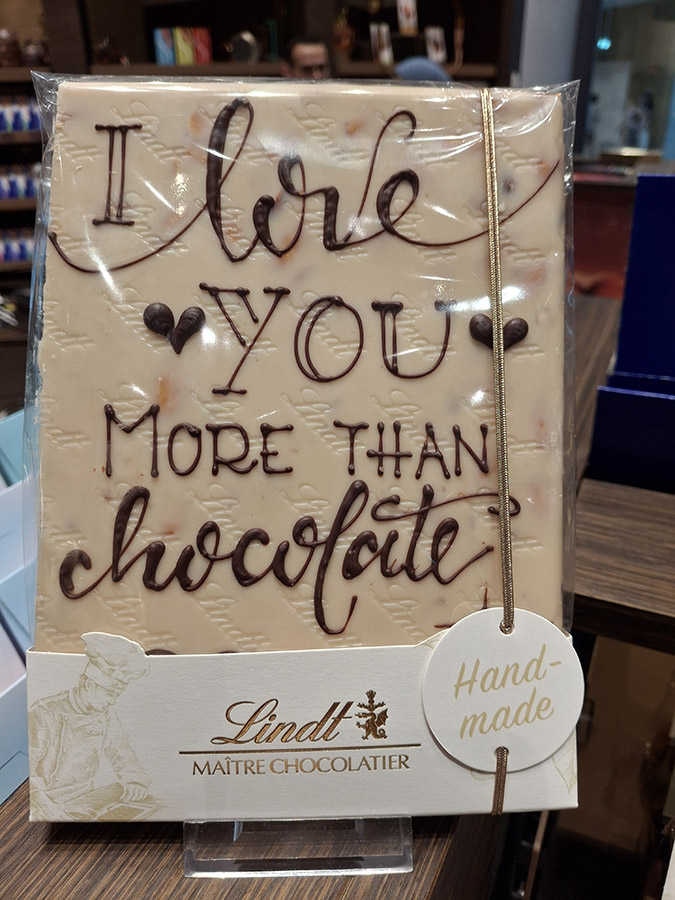 I love
YOU
MORE THAN
chocolate
Hand-
made
Lindt
MAÎTRE CHOCOLATIER